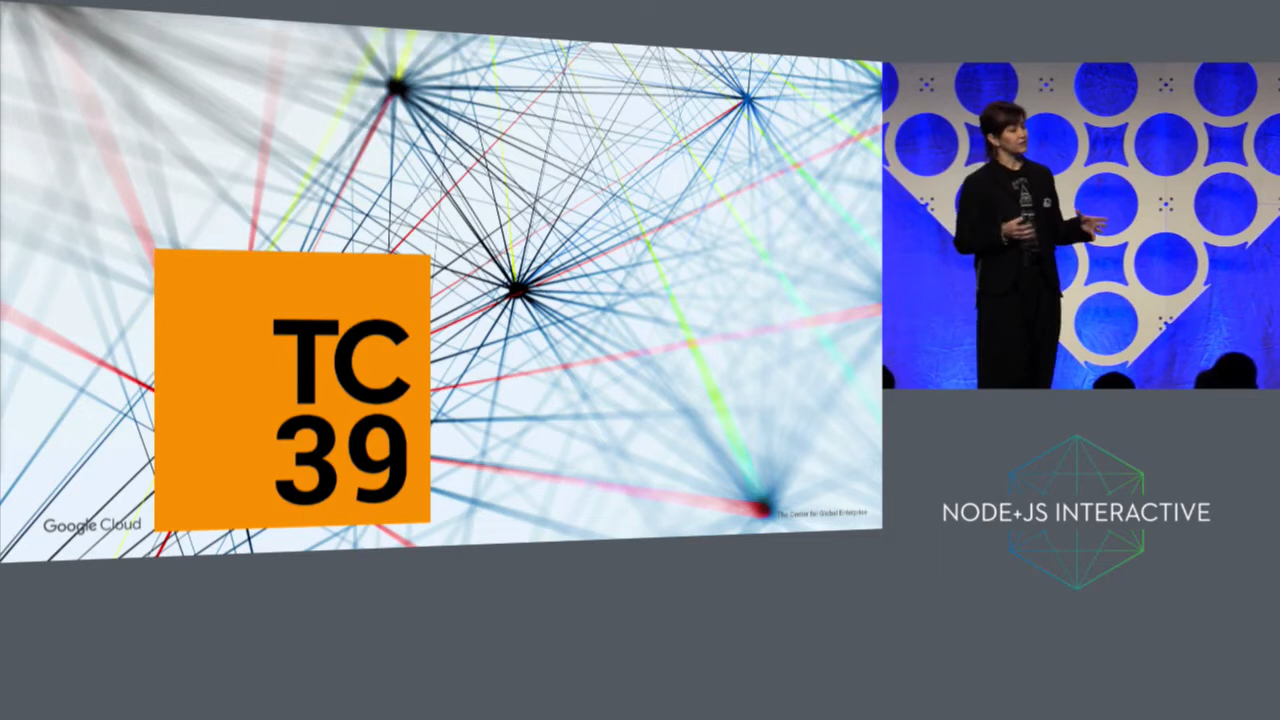 TC
39
Google Cloud
The Center for Global Enterprise
NODE+JS INTERACTIVE